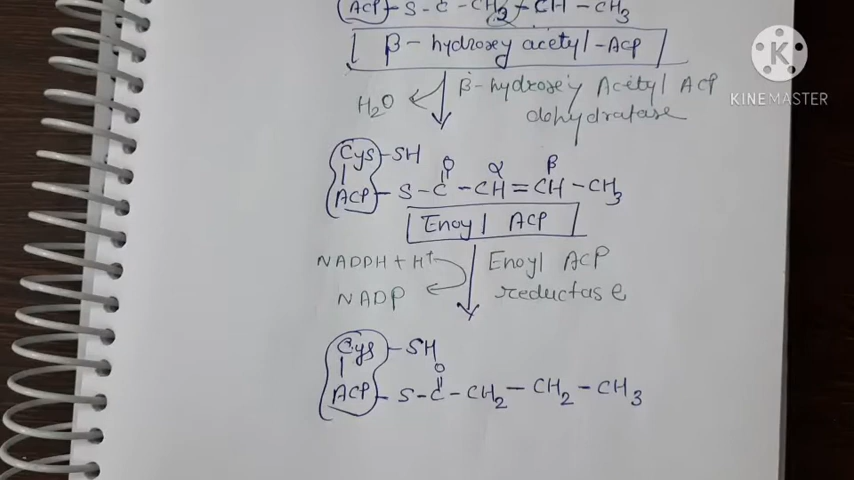 ACP - S - C - CH2 - CH - CH3
β - hydroxy acetyl - ACP
H2O
β - hydroxey Acetyl ACP
dehydratase
K
KINEMASTER
Cys - SH
O
α
β
ACP - S - C - CH = CH - CH3
Enoyl ACP
NADPH + H+
Enoyl ACP
NADP
reductase
Cys - SH
O
ACP - S - C - CH2 - CH2 - CH3